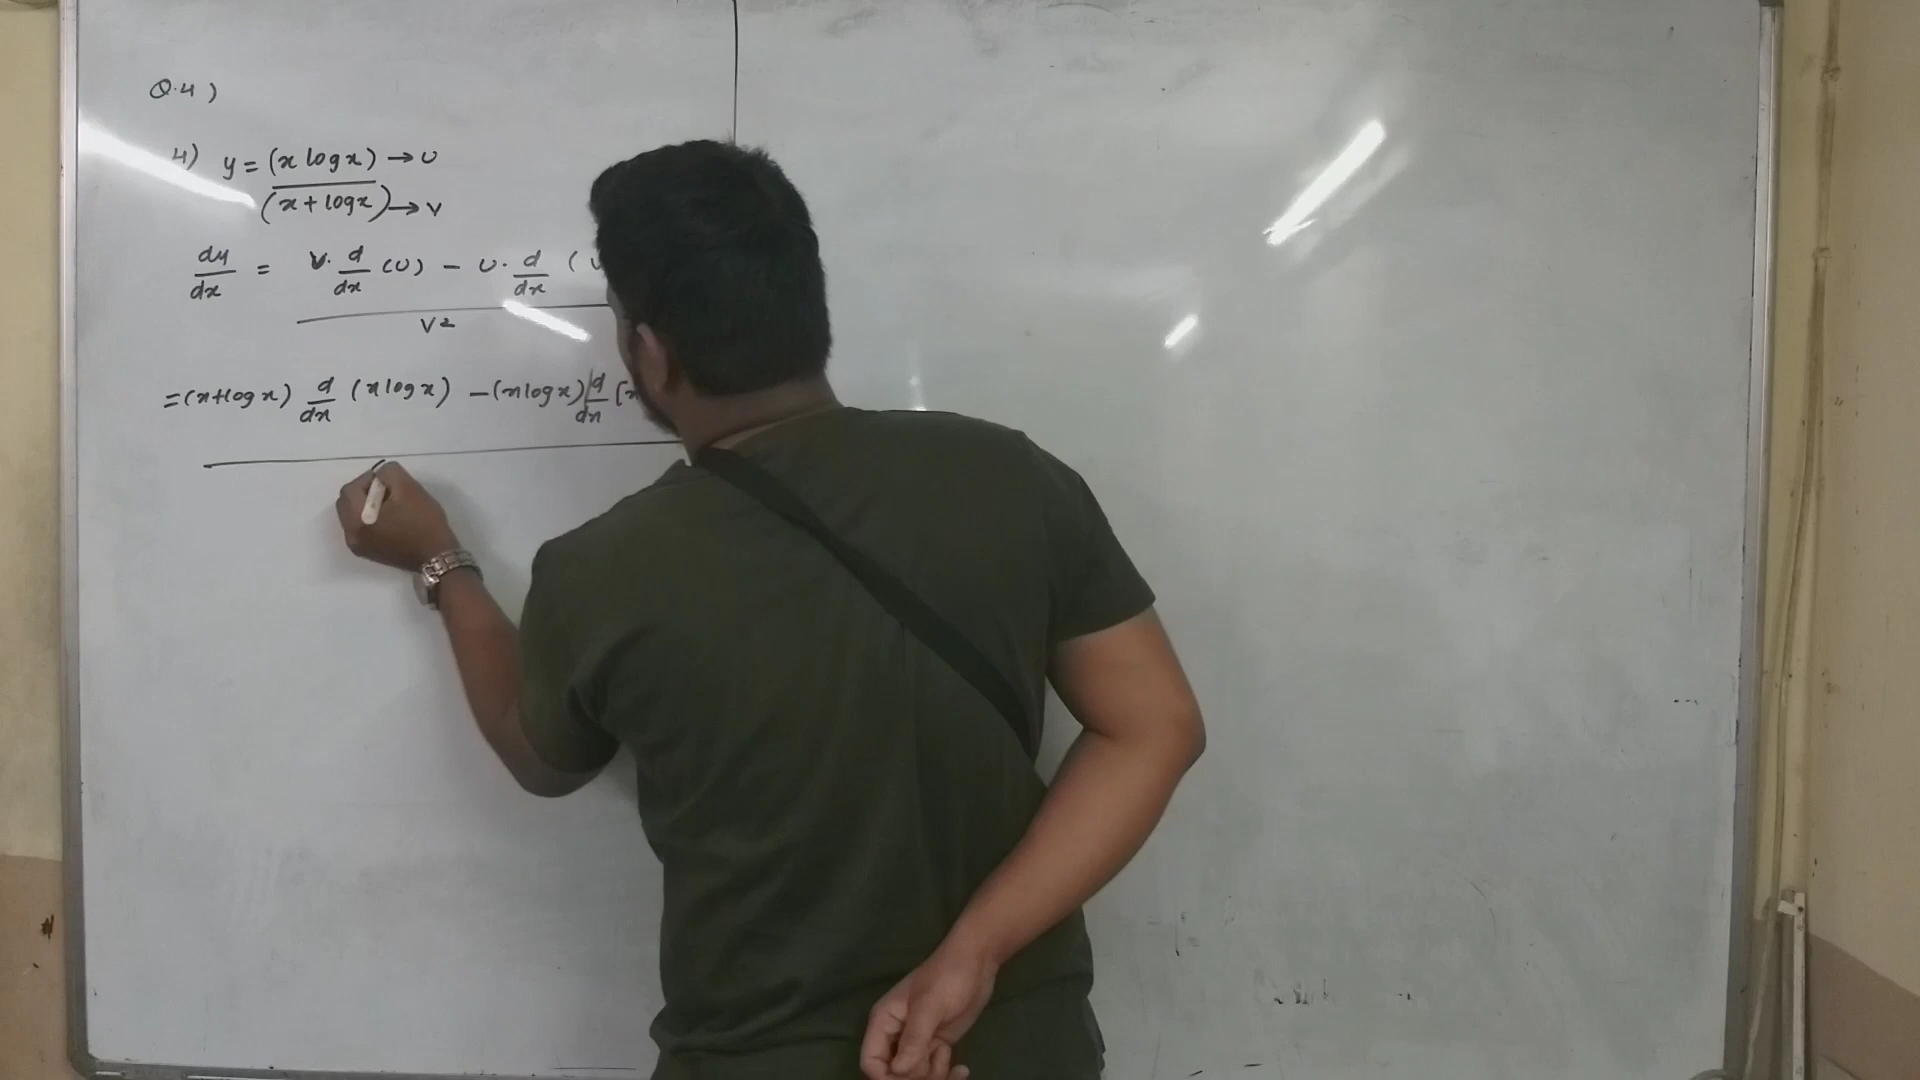 Q.4)
4) y = (x log x) → U
(x + log x) → V
dy/dx = V. d/dx (U) - U. d/dx (
V²
= (x+log x) d/dx (x log x) - (x log x) d/dx [x